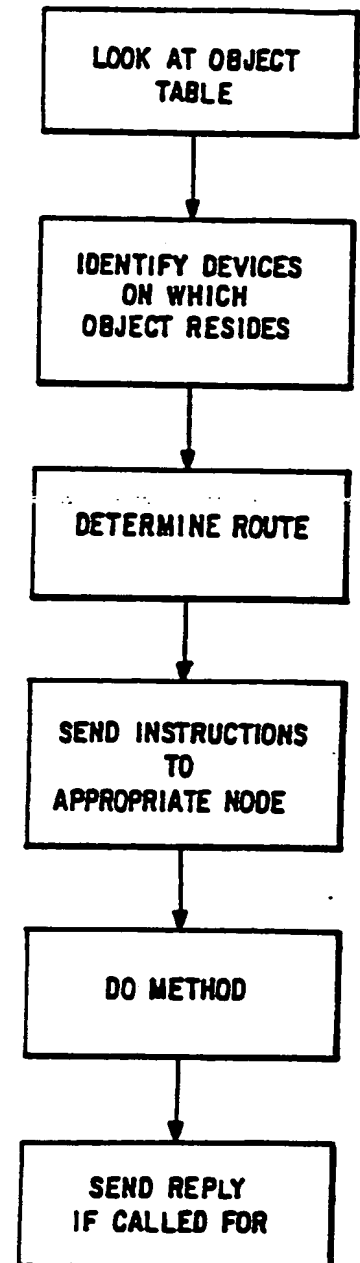 LOOK AT OBJECT
TABLE
IDENTIFY DEVICES
ON WHICH
OBJECT RESIDES
DETERMINE ROUTE
SEND INSTRUCTIONS
TO
APPROPRIATE NODE
DO METHOD
SEND REPLY
IF CALLED FOR